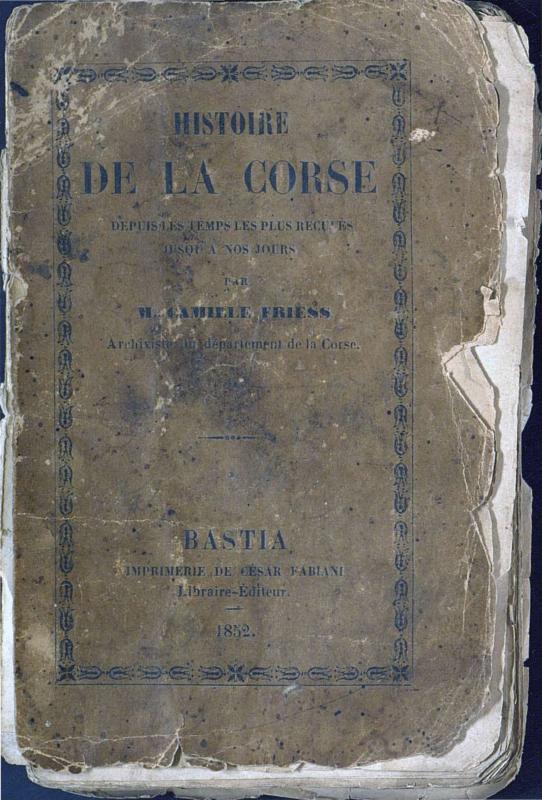 HISTOIRE
DE LA CORSE
DEPUIS LES TEMPS LES PLUS RECULÉS
JUSQU'À NOS JOURS
PAR
M. CAMILLE FRIESS
Archiviste du département de la Corse.
BASTIA
IMPRIMERIE DE CÉSAR FABIANI
Libraire-Éditeur.
1852.